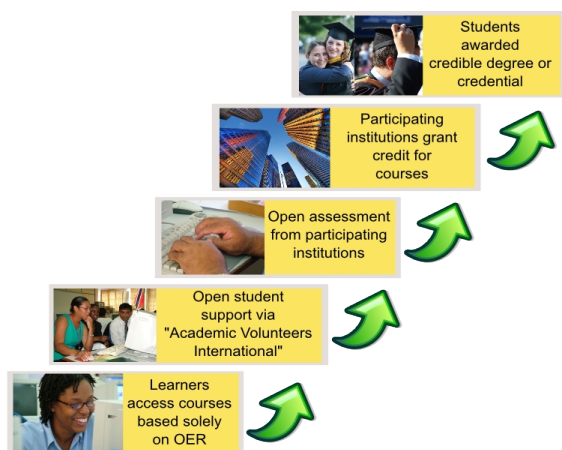 Students
awarded
credible degree or
credential
Participating
institutions grant
credit for
courses
Open assessment
from participating
institutions
Open student
support via
"Academic Volunteers
International"
Learners
access courses
based solely
on OER